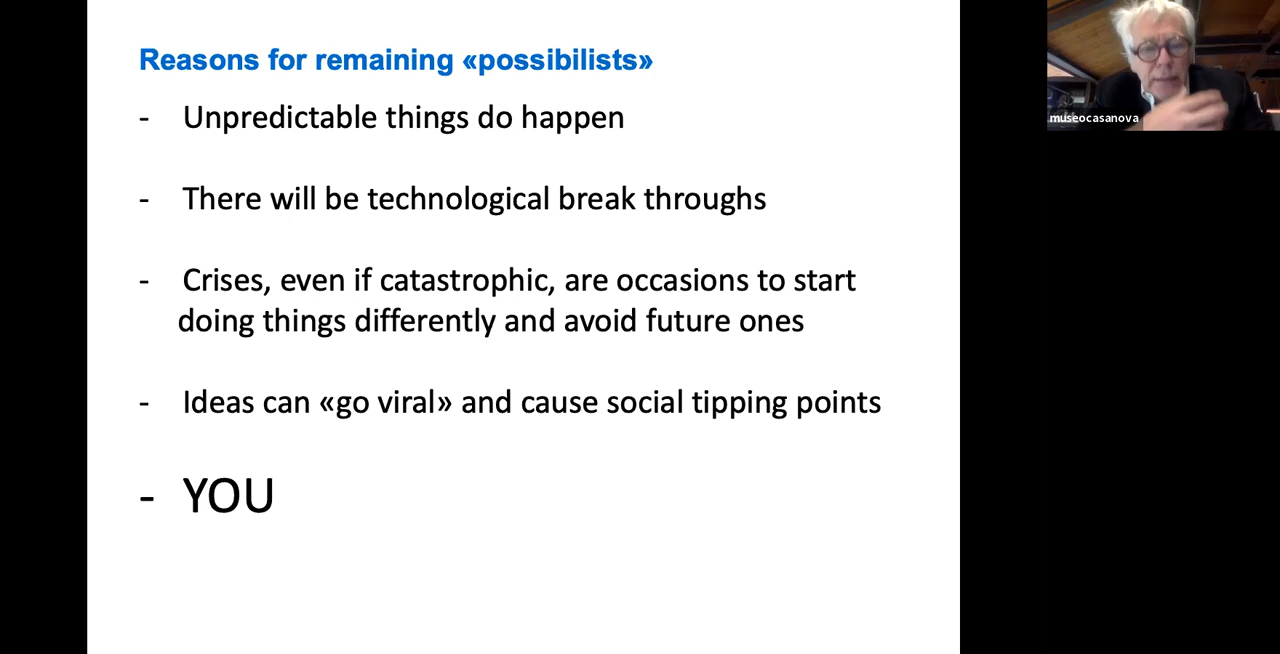 Reasons for remaining «possibilists»
- Unpredictable things do happen
- There will be technological break throughs
- Crises, even if catastrophic, are occasions to start
doing things differently and avoid future ones
- Ideas can «go viral» and cause social tipping points
- YOU
museocasanova